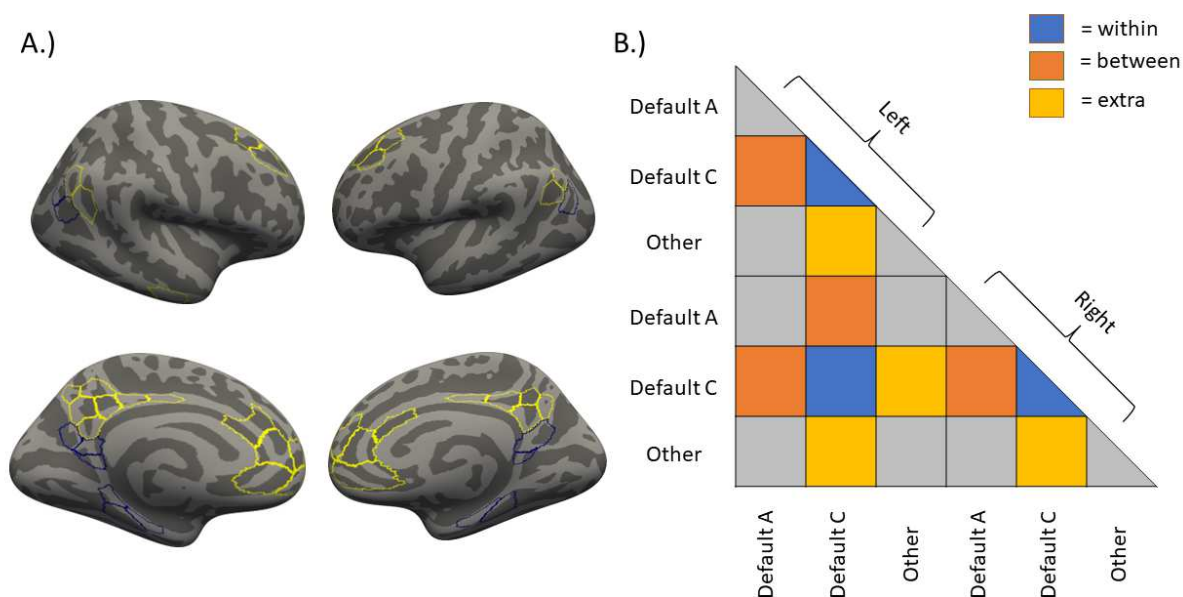 A.)
B.)
= within
= between
= extra
Left
Right
Default A
Default C
Other
Default A
Default C
Other
Default A
Default C
Other
Default A
Default C
Other